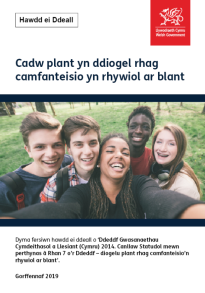 Hawdd ei Ddeall
Llywodraeth Cymru
Welsh Government
Cadw plant yn ddiogel rhag
camfanteisio yn rhywiol ar blant
Dyma fersiwn hawdd ei ddeall o 'Ddeddf Gwasanaethau
Cymdeithasol a Llesiant (Cymru) 2014. Canllaw Statudol mewn
perthynas â Rhan 7 o'r Ddeddf – diogelu plant rhag camfanteisio'n
rhywiol ar blant'.
Gorffennaf 2019